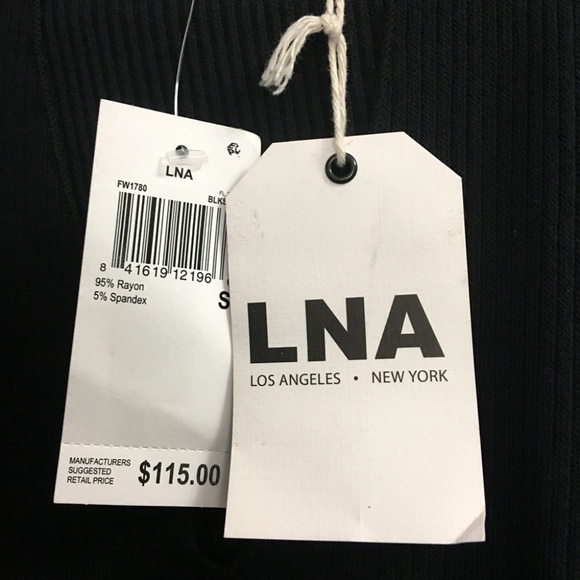 LNA
FW1780
8 41619 12196
95% Rayon
5% Spandex
MANUFACTURERS
SUGGESTED
RETAIL PRICE
$115.00
LNA
LOS ANGELES • NEW YORK